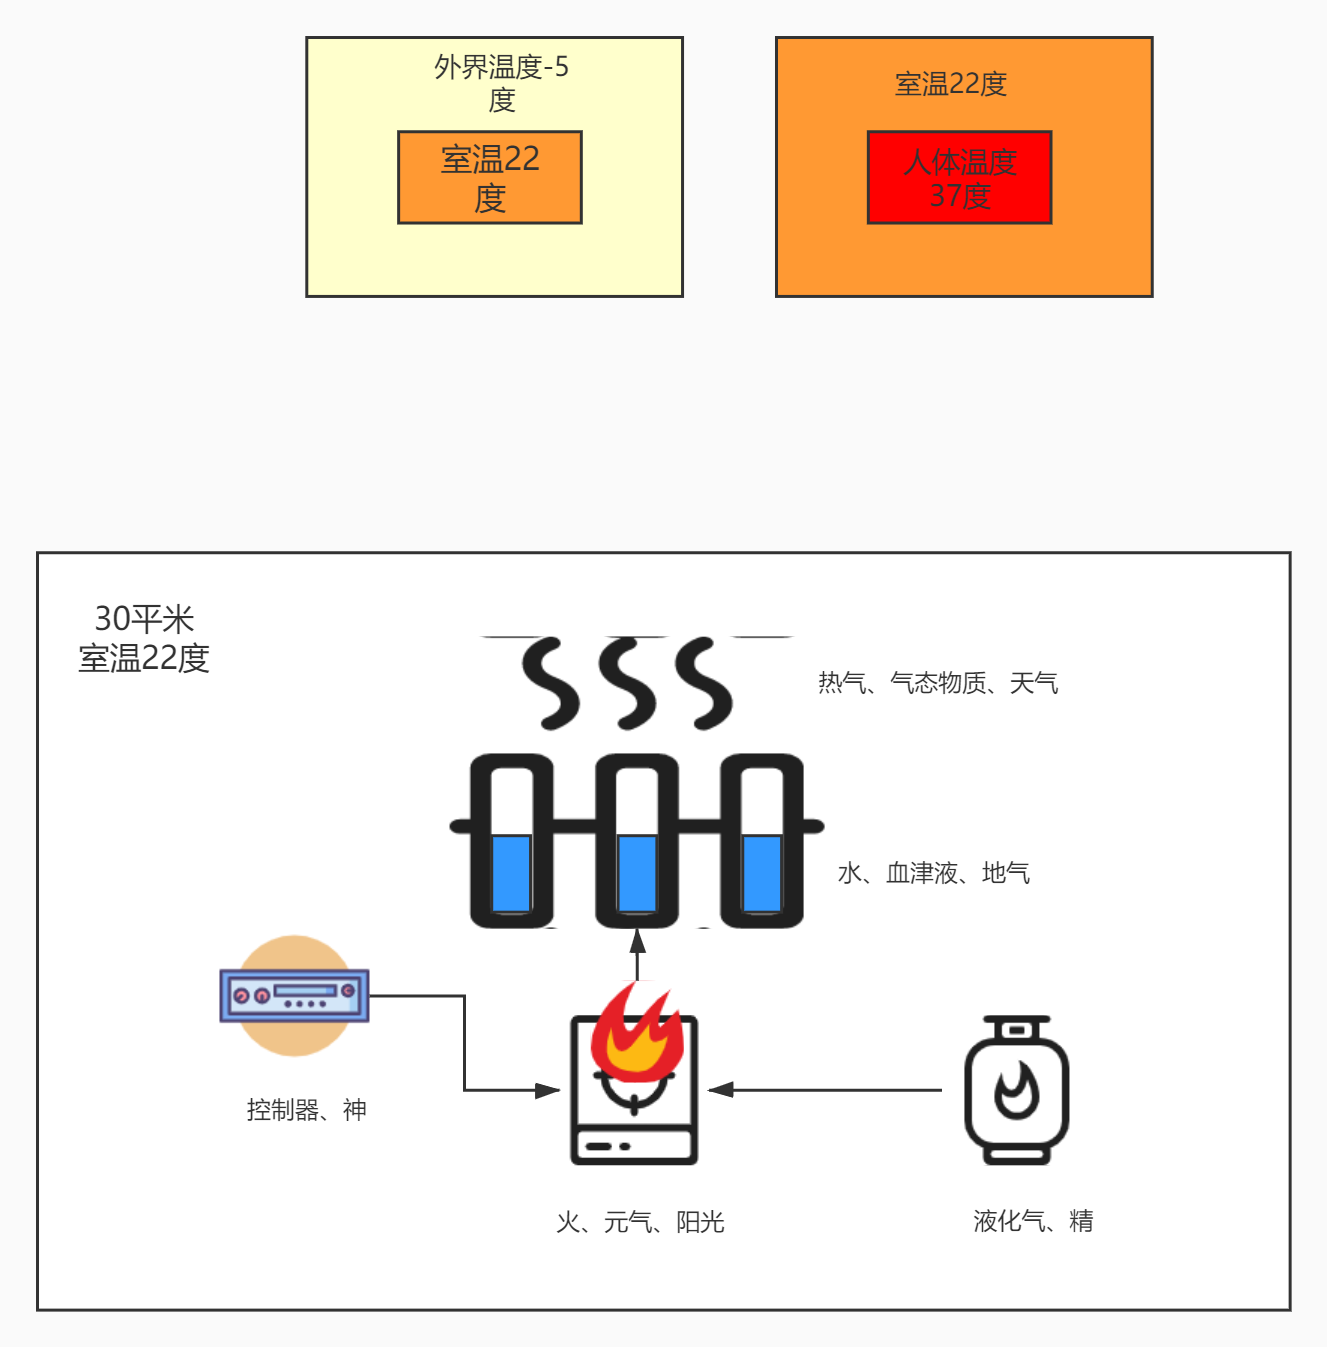 外界温度-5
度
室温22
度
室温22度
人体温度
37度
30平米
室温22度
热气、气态物质、天气
水、血津液、地气
控制器、神
火、元气、阳光
液化气、精